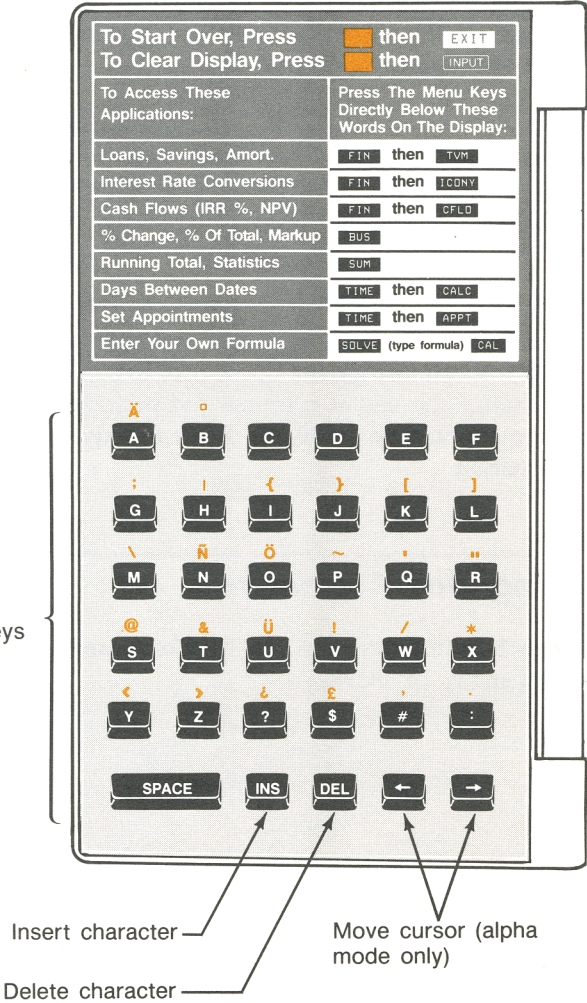 To Start Over, Press then EXIT
To Clear Display, Press then INPUT
To Access These
Applications:
Press The Menu Keys
Directly Below These
Words On The Display:
Loans, Savings, Amort. FIN then TVM
Interest Rate Conversions FIN then ICONV
Cash Flows (IRR %, NPV) FIN then CFLO
% Change, % Of Total, Markup BUS
Running Total, Statistics SUM
Days Between Dates TIME then CALC
Set Appointments TIME then APPT
Enter Your Own Formula SOLVE (type formula) CAL
Ä
A B C D E F
; | { } [ ]
G H I J K L
\ Ñ Ö ~ ' "
M N O P Q R
@ & Ü ! / *
S T U V W X
< > ¿ £ , .
Y Z ? $ # :
SPACE INS DEL ← →
eys
Insert character
Move cursor (alpha
mode only)
Delete character